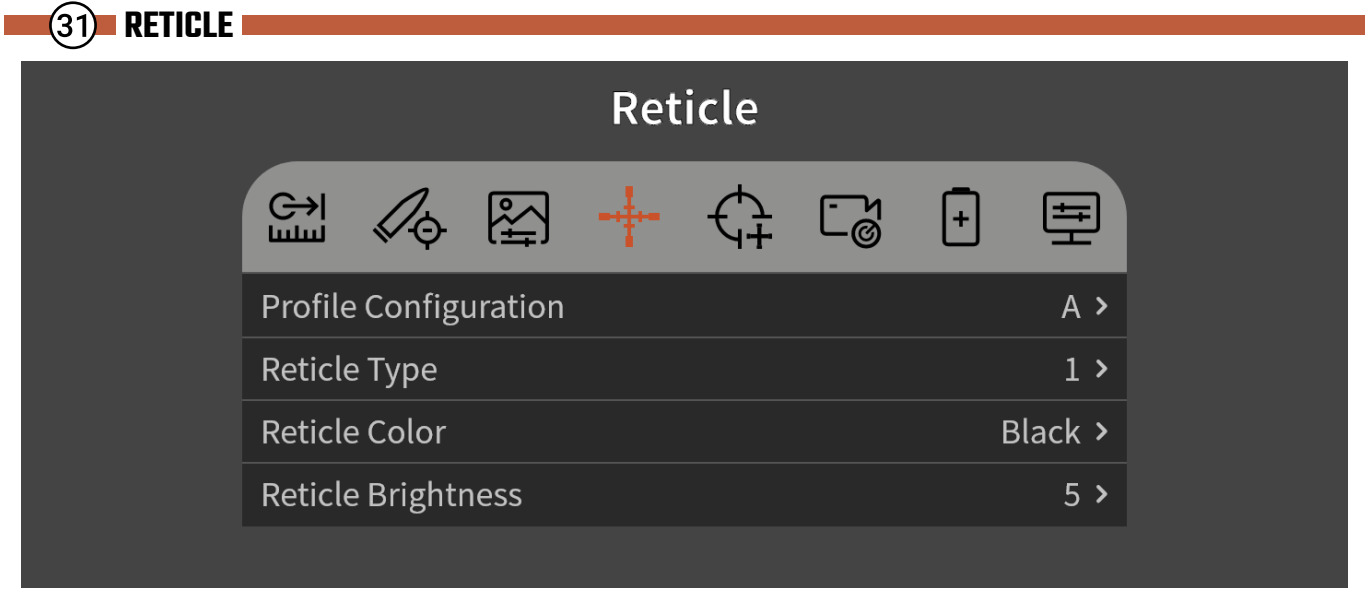 31 RETICLE
Reticle
Profile Configuration A >
Reticle Type 1 >
Reticle Color Black >
Reticle Brightness 5 >